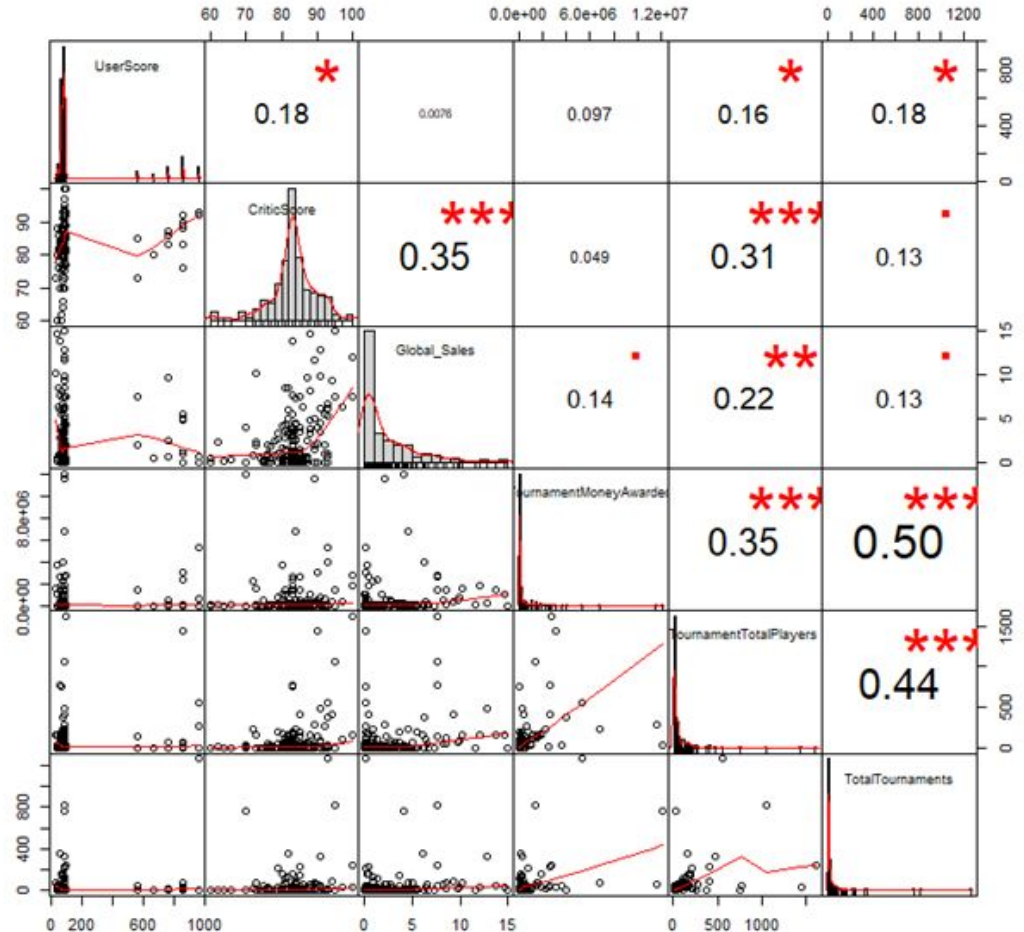 60 70 80 90 100 0.0e+00 6.0e+06 1.2e+07 0 400 800 1200
UserScore * * *
0.18 0.0076 0.097 0.16 0.18
0 400 800
CriticScore *** ***
0.35 0.049 0.31 0.13
60 70 80 90
Global_Sales **
0.14 0.22 0.13
0 5 10 15
ournamentMoneyAwarde *** ***
0.35 0.50
0.0e+00 8.0e+06
ournamentTotalPlayers ***
0.44
0 500 1500
TotalTournaments
0 400 800
0 200 600 1000 0 5 10 15 0 500 1000